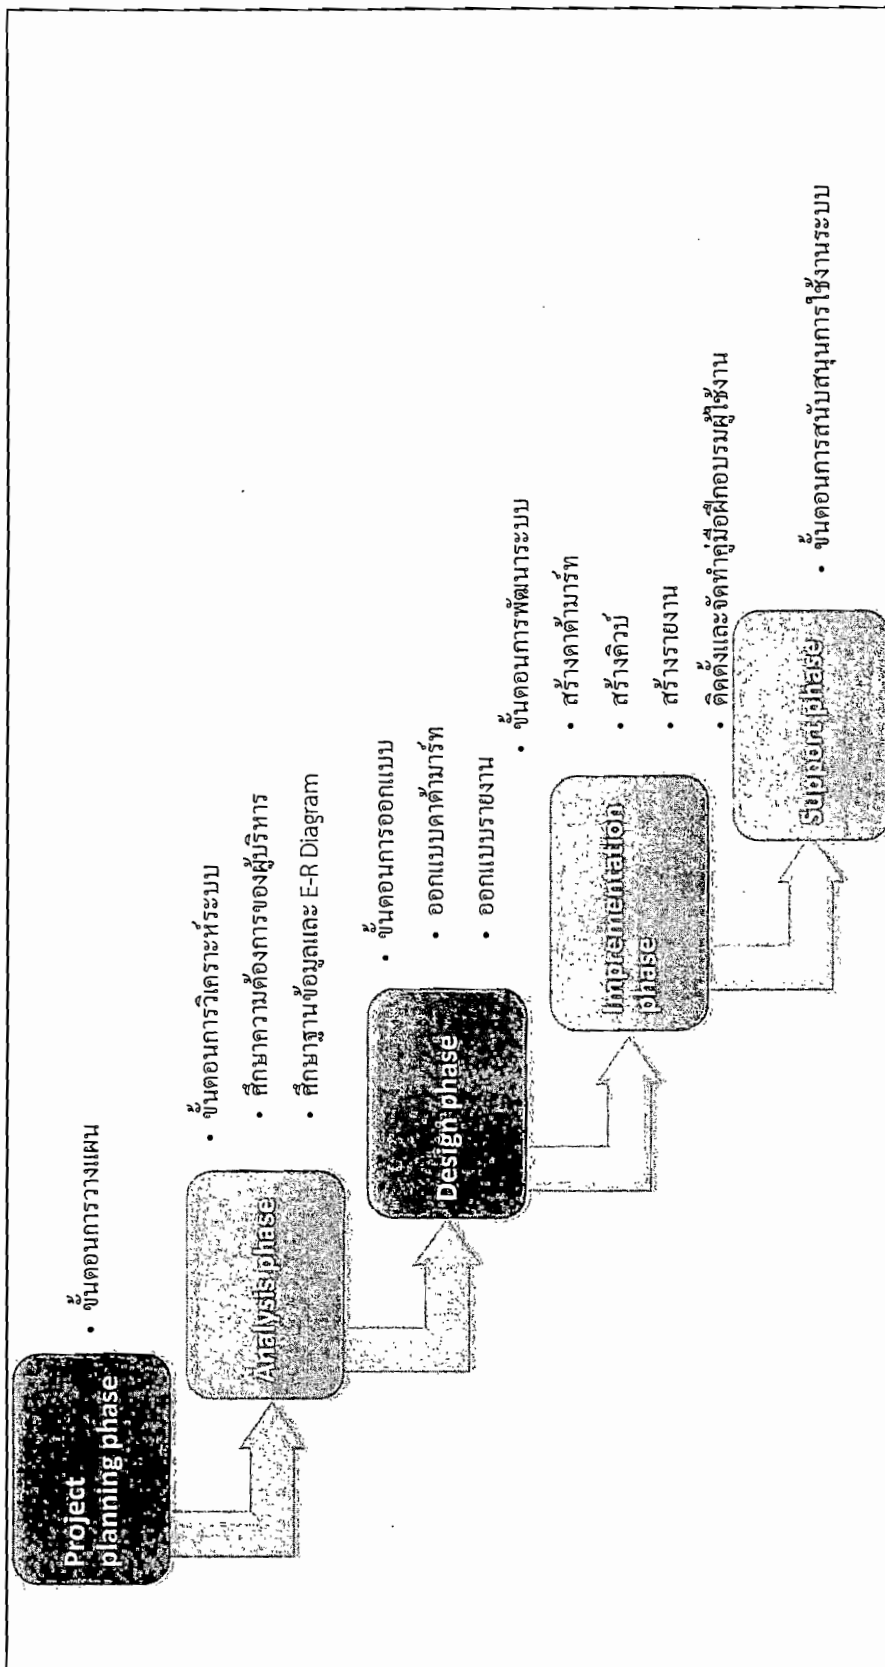 Project
planning phase
• ขั้นตอนการวางแผน
Analysis phase
• ขั้นตอนการวิเคราะห์ระบบ
• ศึกษาความต้องการของผู้บริหาร
• ศึกษาฐานข้อมูลและ E-R Diagram
Design phase
• ขั้นตอนการออกแบบ
• ออกแบบดาต้ามาร์ท
• ออกแบบรายงาน
Imprementation
phase
• ขั้นตอนการพัฒนาระบบ
• สร้างดาต้ามาร์ท
• สร้างคิวบ์
• สร้างรายงาน
• ติดตั้งและจัดทำคู่มือฝึกอบรมผู้ใช้งาน
Support phase
• ขั้นตอนการสนับสนุนการใช้งานระบบ